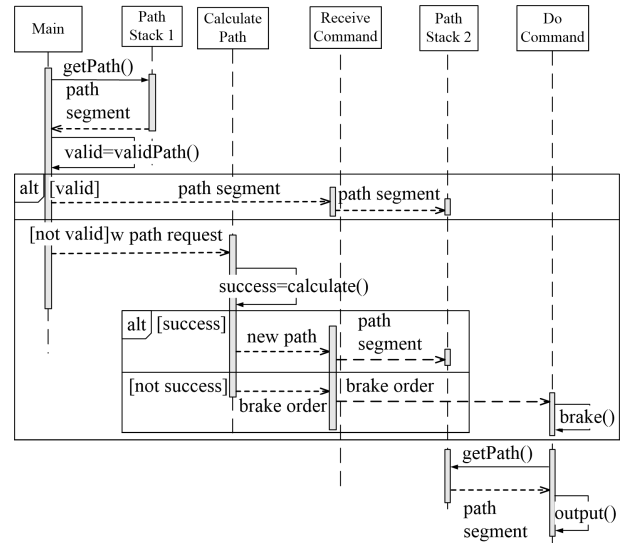 Main
Path
Stack 1
Calculate
Path
Receive
Command
Path
Stack 2
Do
Command
getPath()
path
segment
valid=validPath()
alt
[valid]
path segment
path segment
[not valid]
w path request
success=calculate()
alt
[success]
new path
path
segment
[not success]
brake order
brake order
brake()
getPath()
path
segment
output()